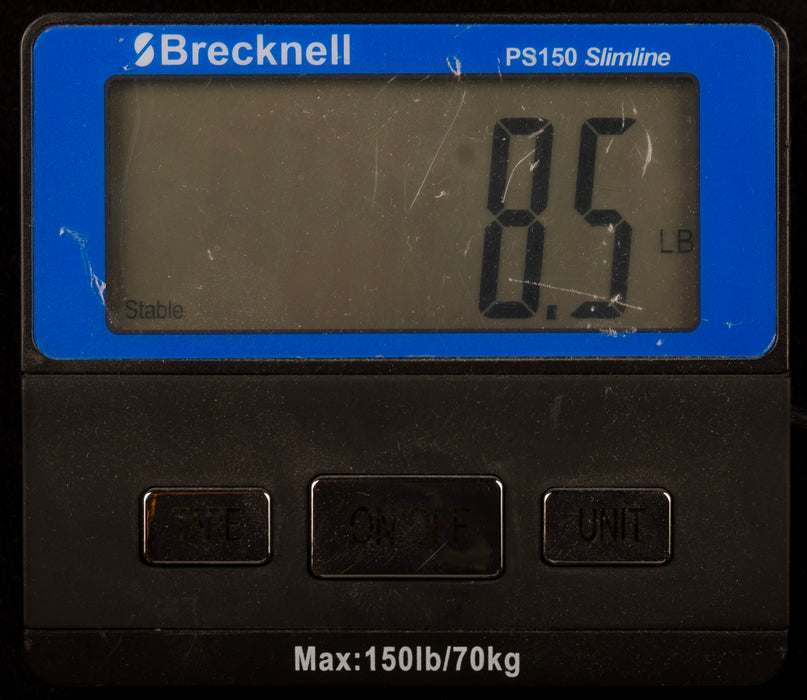 Brecknell PS150 Slimline
8.5 LB
Stable
TARE ON/OFF UNIT
Max:150lb/70kg